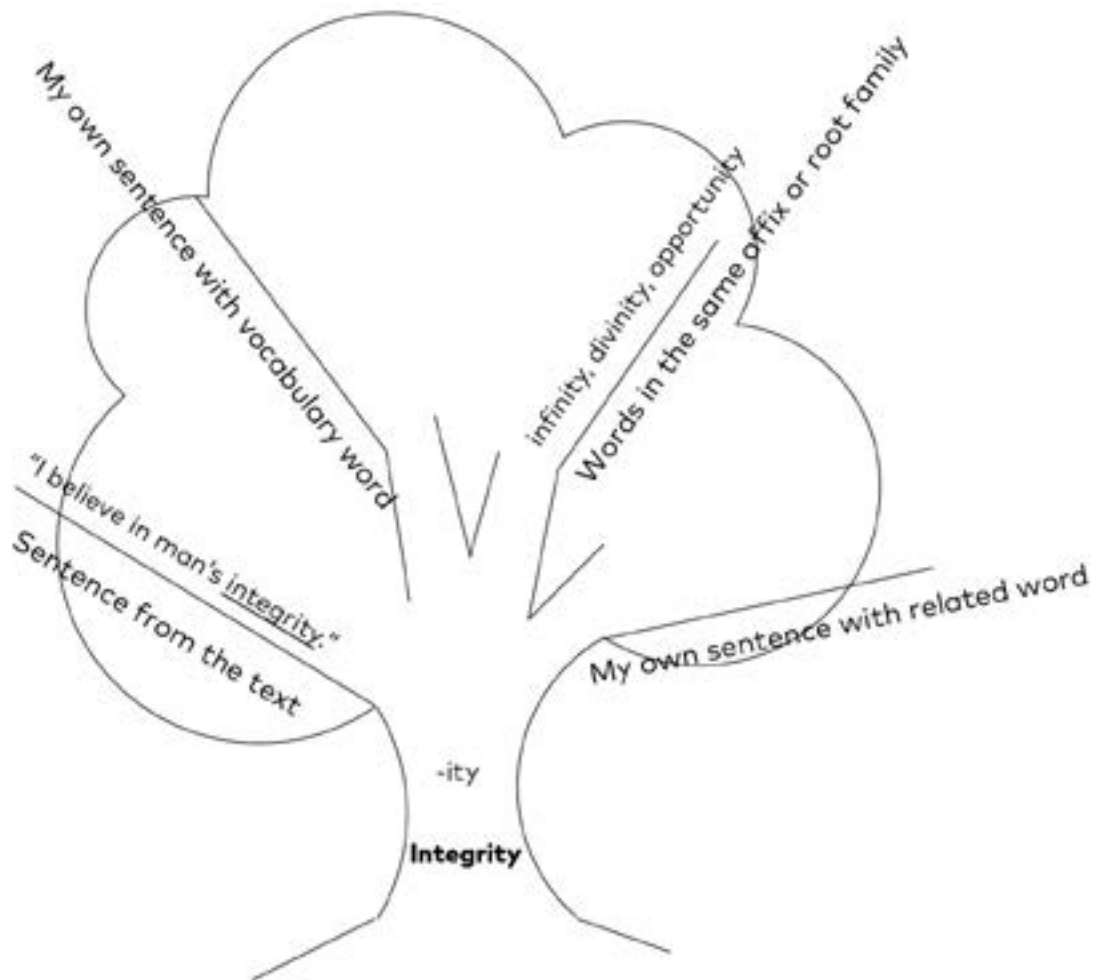 My own sentence with vocabulary word
infinity, divinity, opportunity
Words in the same affix or root family
"I believe in man's integrity."
Sentence from the text
My own sentence with related word
-ity
Integrity